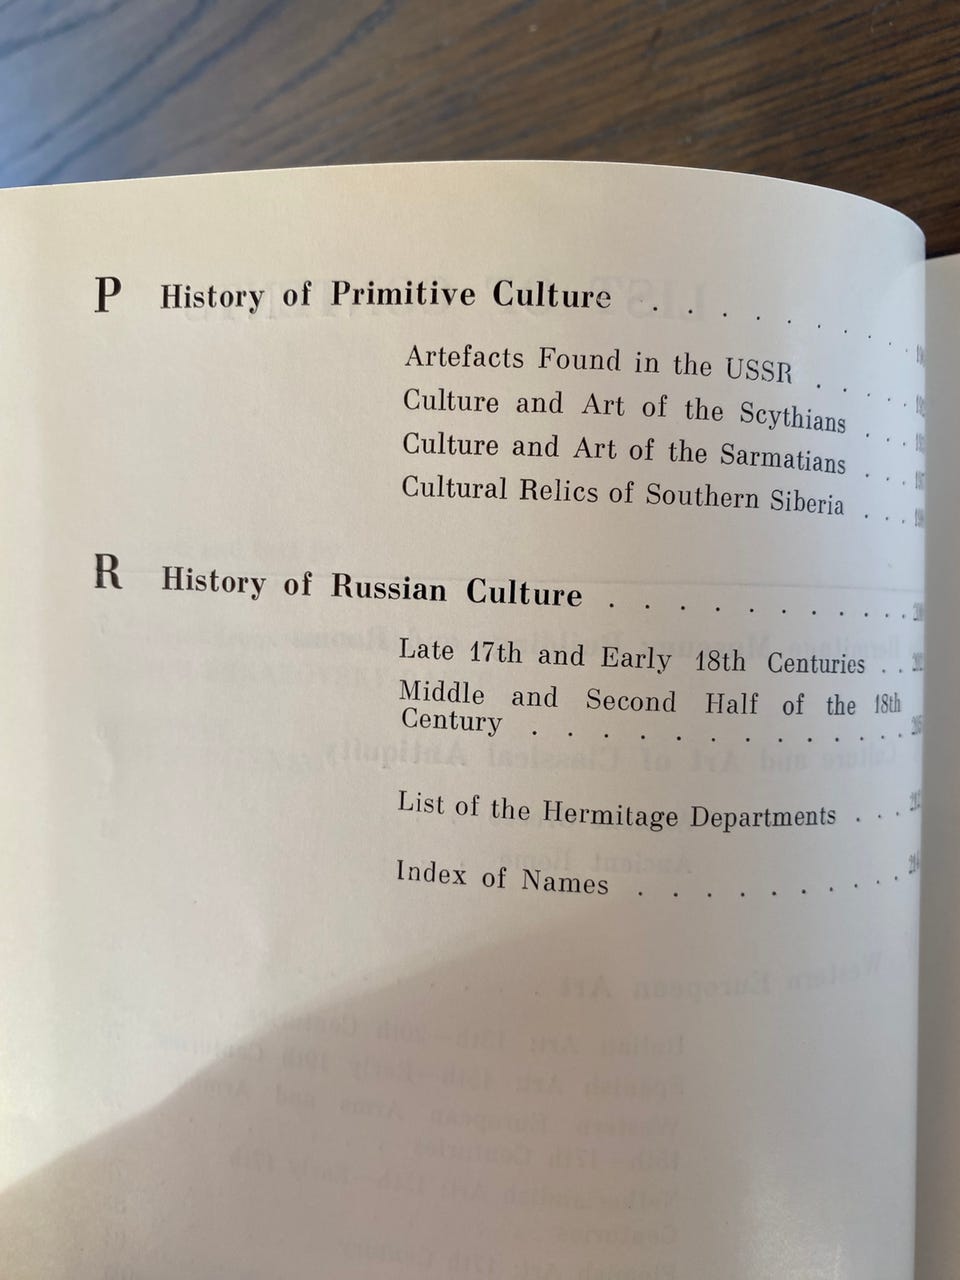 P History of Primitive Culture . . . . . . . .
Artefacts Found in the USSR . . . . .
Culture and Art of the Scythians . . .
Culture and Art of the Sarmatians . . .
Cultural Relics of Southern Siberia . . .
R History of Russian Culture . . . . . . . . . .
Late 17th and Early 18th Centuries . .
Middle and Second Half of the 18th
Century . . . . . . . . . . . .
List of the Hermitage Departments . . .
Index of Names . . . . . . . . .